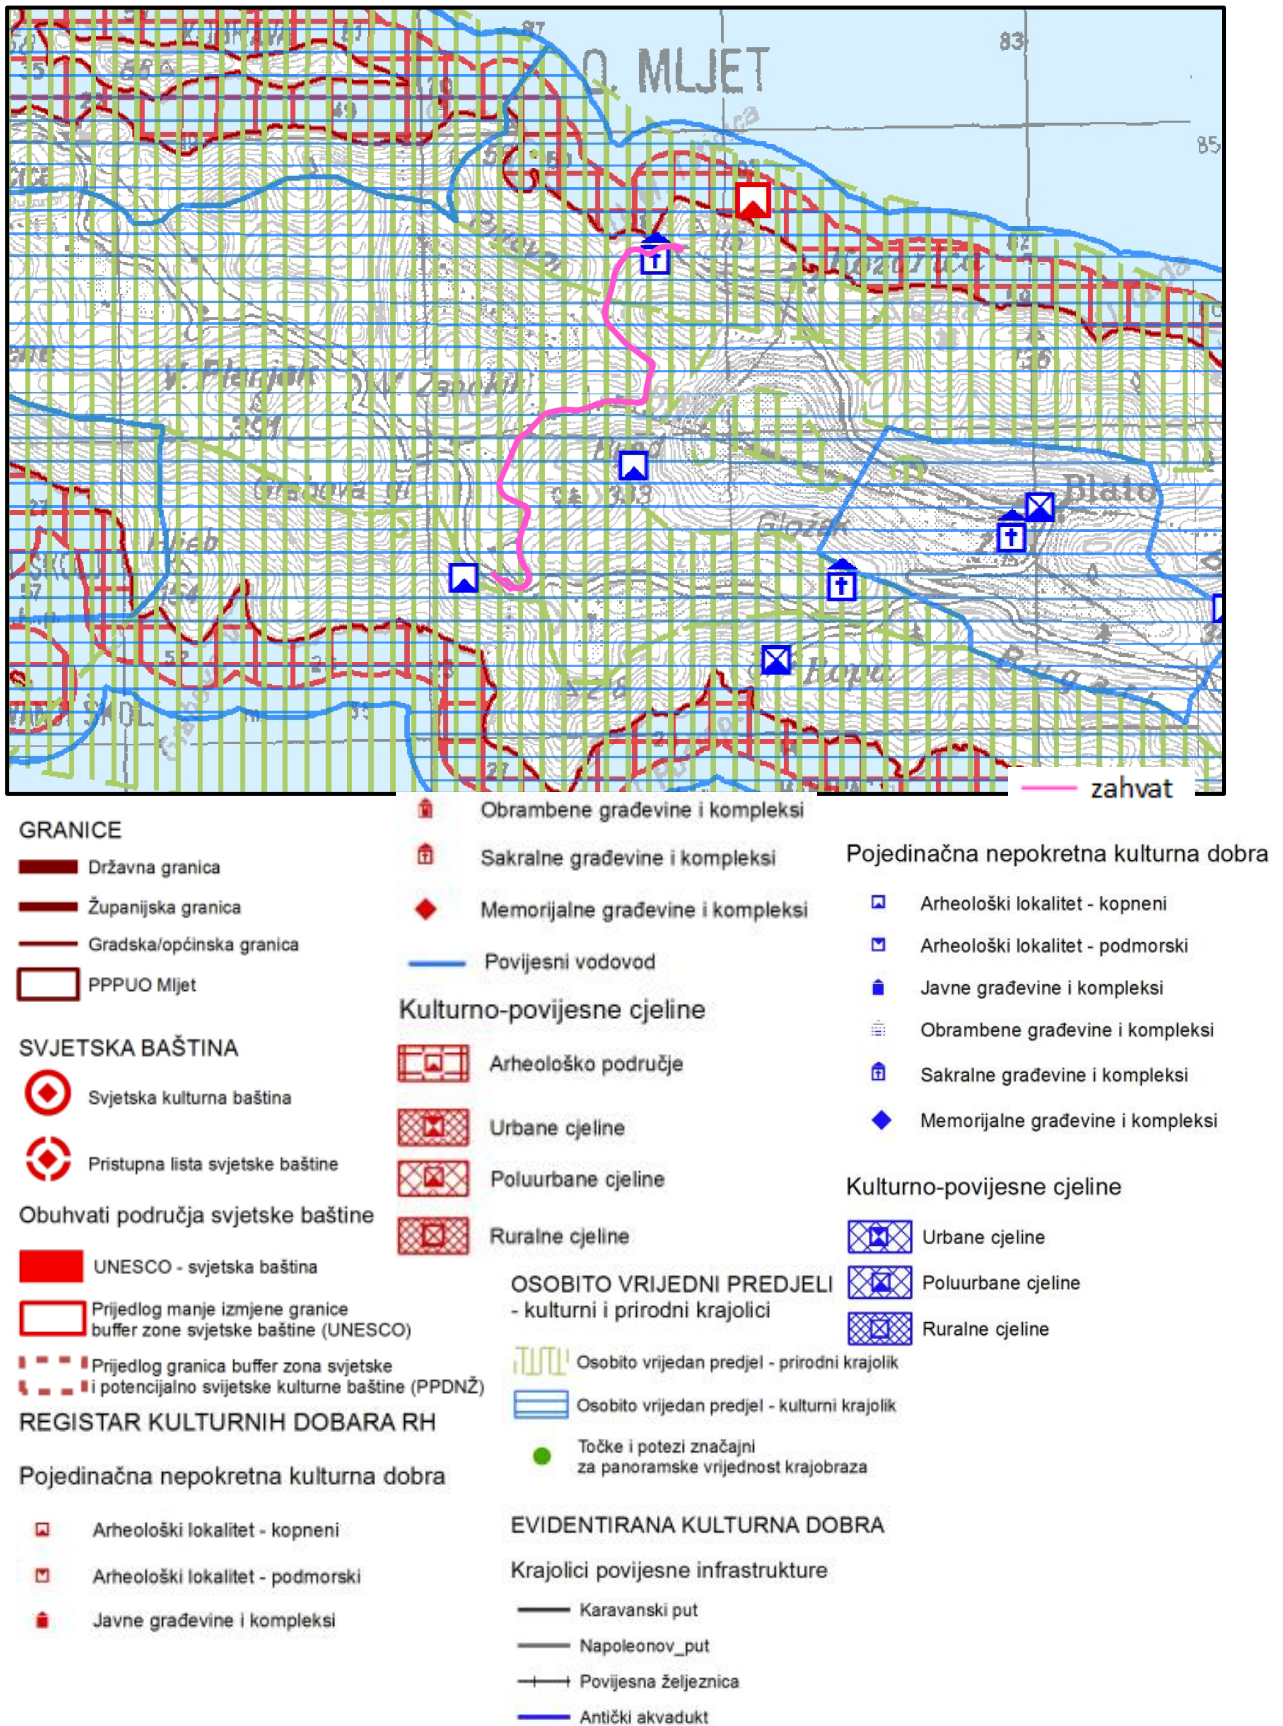 O. MLJET
83
85
87
V. Planjak
391
Grabova gl.
Gložac
Blato
Kopa
zahvat
GRANICE
Državna granica
Županijska granica
Gradska/općinska granica
PPPUO Mljet
SVJETSKA BAŠTINA
Svjetska kulturna baština
Pristupna lista svjetske baštine
Obuhvati područja svjetske baštine
UNESCO - svjetska baština
Prijedlog manje izmjene granice
buffer zone svjetske baštine (UNESCO)
Prijedlog granica buffer zona svjetske
i potencijalno svijetske kulturne baštine (PPDNŽ)
REGISTAR KULTURNIH DOBARA RH
Pojedinačna nepokretna kulturna dobra
Arheološki lokalitet - kopneni
Arheološki lokalitet - podmorski
Javne građevine i kompleksi
Obrambene građevine i kompleksi
Sakralne građevine i kompleksi
Memorijalne građevine i kompleksi
Povijesni vodovod
Kulturno-povijesne cjeline
Arheološko područje
Urbane cjeline
Poluurbane cjeline
Ruralne cjeline
OSOBITO VRIJEDNI PREDJELI
- kulturni i prirodni krajolici
Osobito vrijedan predjel - prirodni krajolik
Osobito vrijedan predjel - kulturni krajolik
Točke i potezi značajni
za panoramske vrijednost krajobraza
EVIDENTIRANA KULTURNA DOBRA
Krajolici povijesne infrastrukture
Karavanski put
Napoleonov_put
Povijesna željeznica
Antički akvadukt
Pojedinačna nepokretna kulturna dobra
Arheološki lokalitet - kopneni
Arheološki lokalitet - podmorski
Javne građevine i kompleksi
Obrambene građevine i kompleksi
Sakralne građevine i kompleksi
Memorijalne građevine i kompleksi
Kulturno-povijesne cjeline
Urbane cjeline
Poluurbane cjeline
Ruralne cjeline